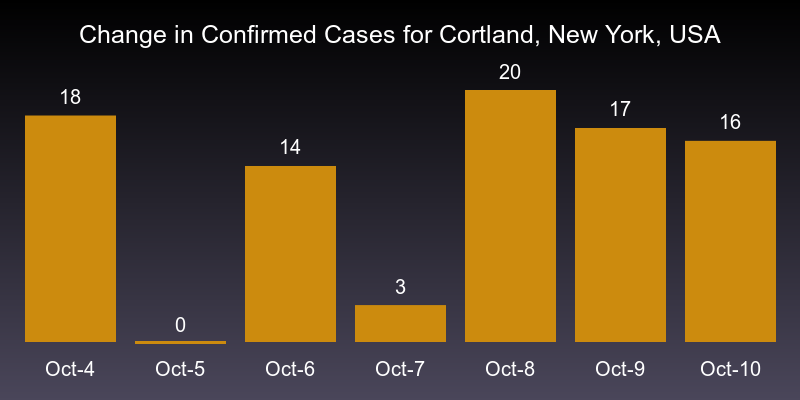 Change in Confirmed Cases for Cortland, New York, USA
18
0
14
3
20
17
16
Oct-4
Oct-5
Oct-6
Oct-7
Oct-8
Oct-9
Oct-10